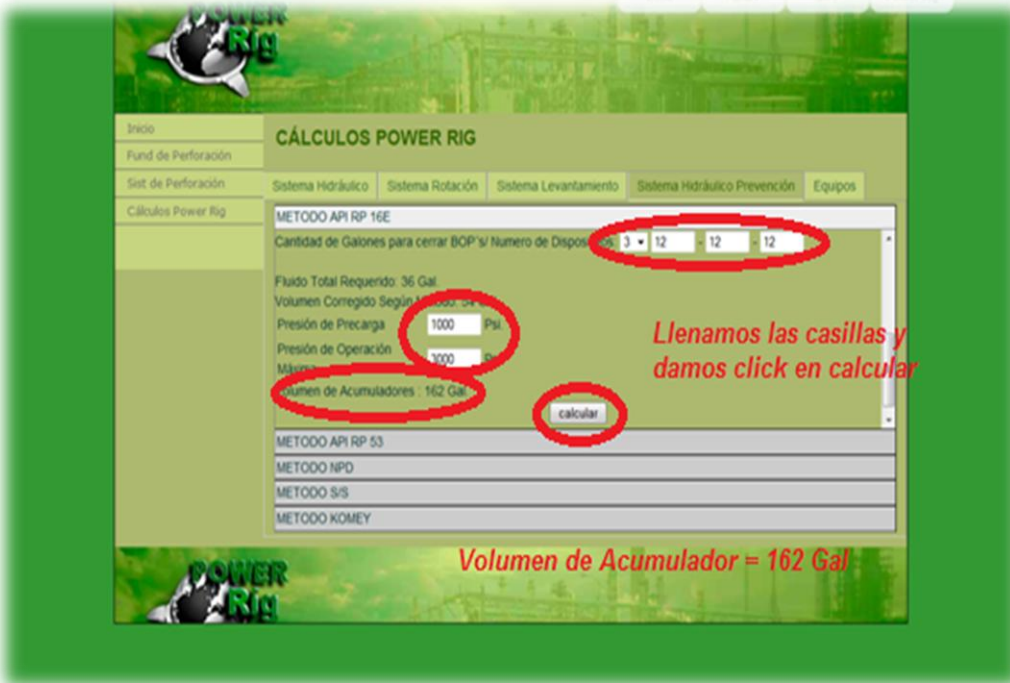 POWER
Rig
Inicio
Fund de Perforación
Sist de Perforación
Cálculos Power Rig
CÁLCULOS POWER RIG
Sistema Hidráulico Sistema Rotación Sistema Levantamiento Sistema Hidráulico Prevención Equipos
METODO API RP 16E
Cantidad de Galones para cerrar BOP's/ Numero de 3 12 - 12 - 12
Fluido Total Requerido: 36 Gal.
Volumen Corregido Según
Presión de Precarga 1000 Psi.
Presión de Operación 3000
Volumen de Acumuladores : 162 Gal
calcular
Llenamos las casillas y
damos click en calcular
METODO API RP 53
METODO NPD
METODO S/S
METODO KOMEY
Volumen de Acumulador = 162 Gal
POWER
Rig